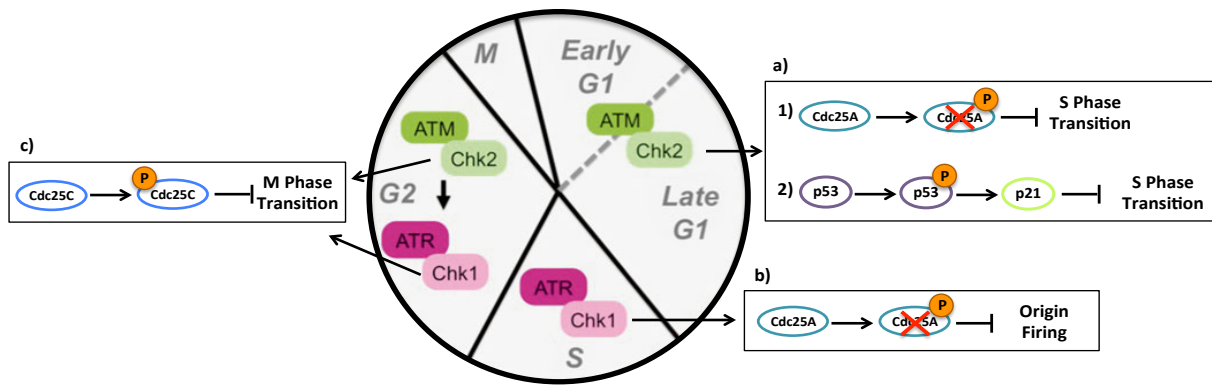 M
Early
G1
ATM
Chk2
Late
G1
ATM
Chk2
G2
ATR
Chk1
ATR
Chk1
S
a)
1)
Cdc25A
P
Cdc25A
S Phase
Transition
2)
p53
P
p53
p21
S Phase
Transition
b)
Cdc25A
P
Cdc25A
Origin
Firing
c)
Cdc25C
P
Cdc25C
M Phase
Transition